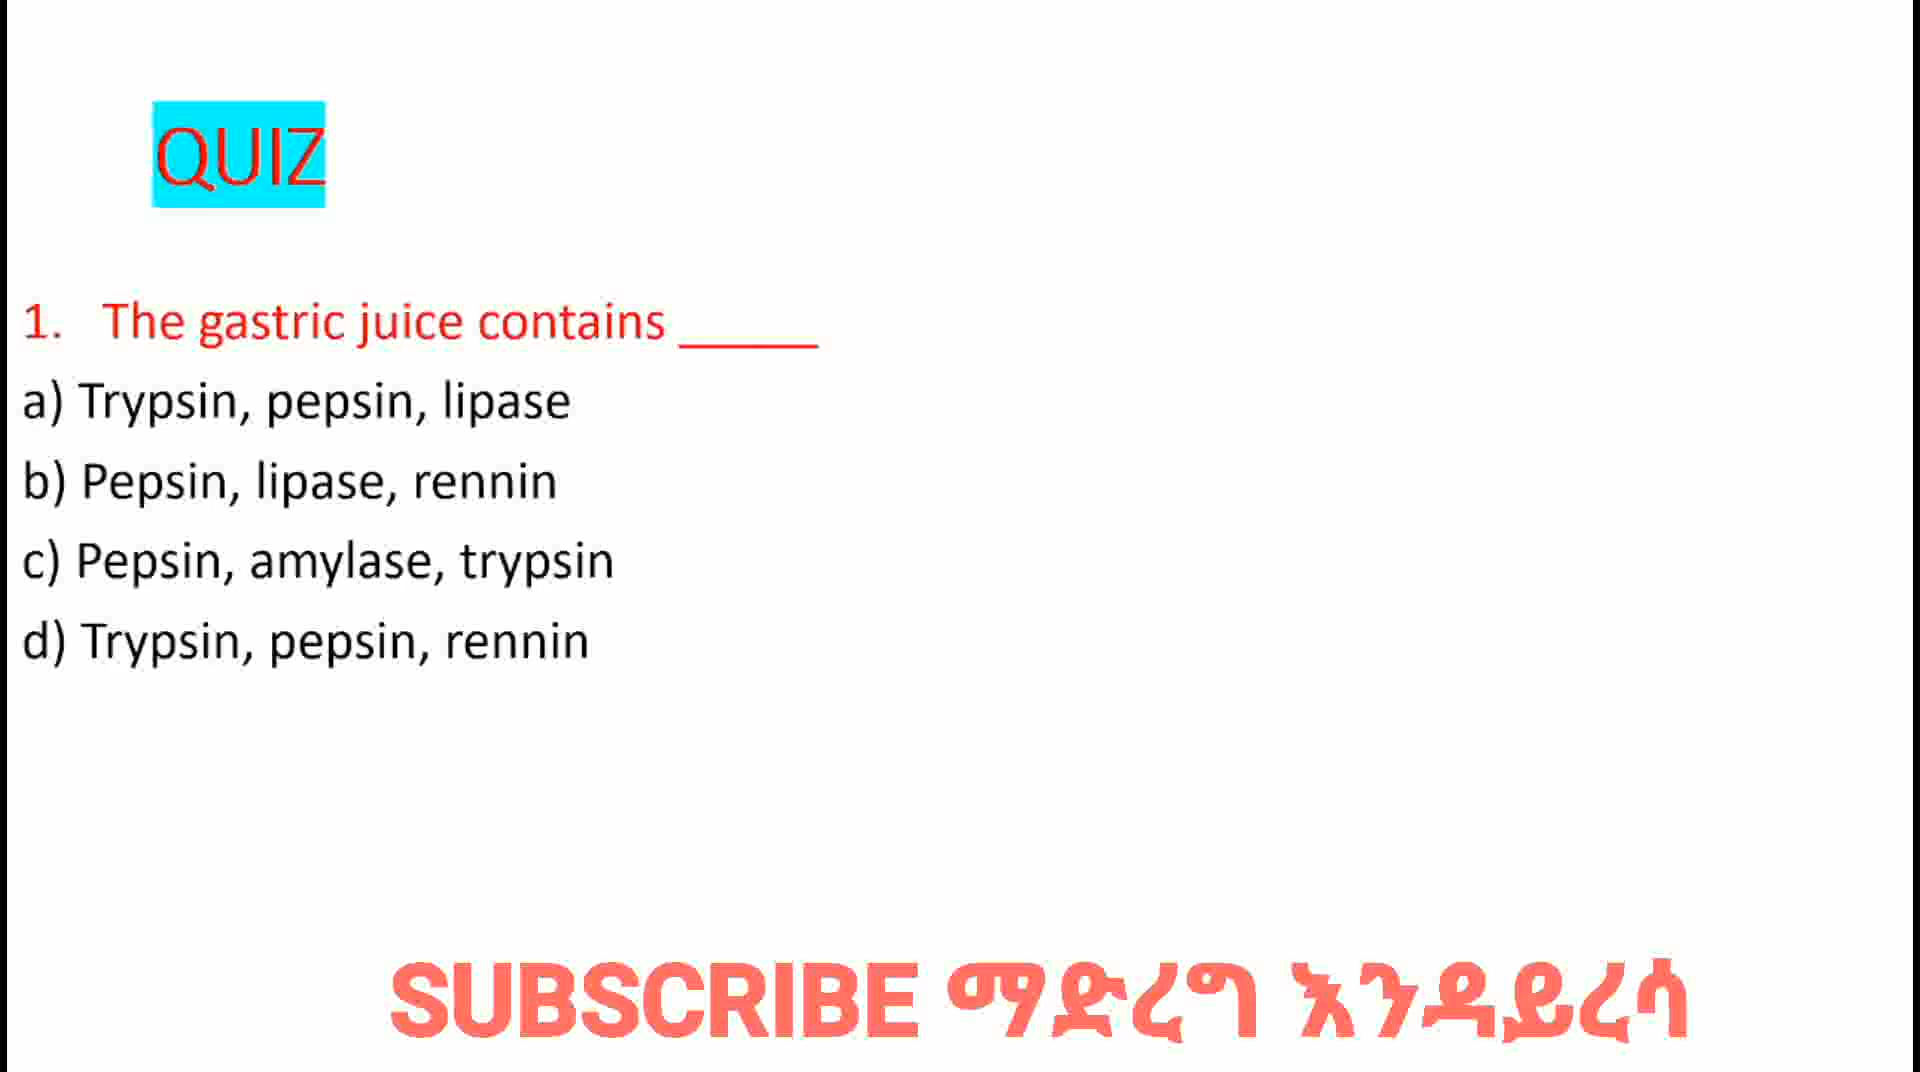 QUIZ
1. The gastric juice contains ______
a) Trypsin, pepsin, lipase
b) Pepsin, lipase, rennin
c) Pepsin, amylase, trypsin
d) Trypsin, pepsin, rennin
SUBSCRIBE ማድረግ እንዳይረሳ